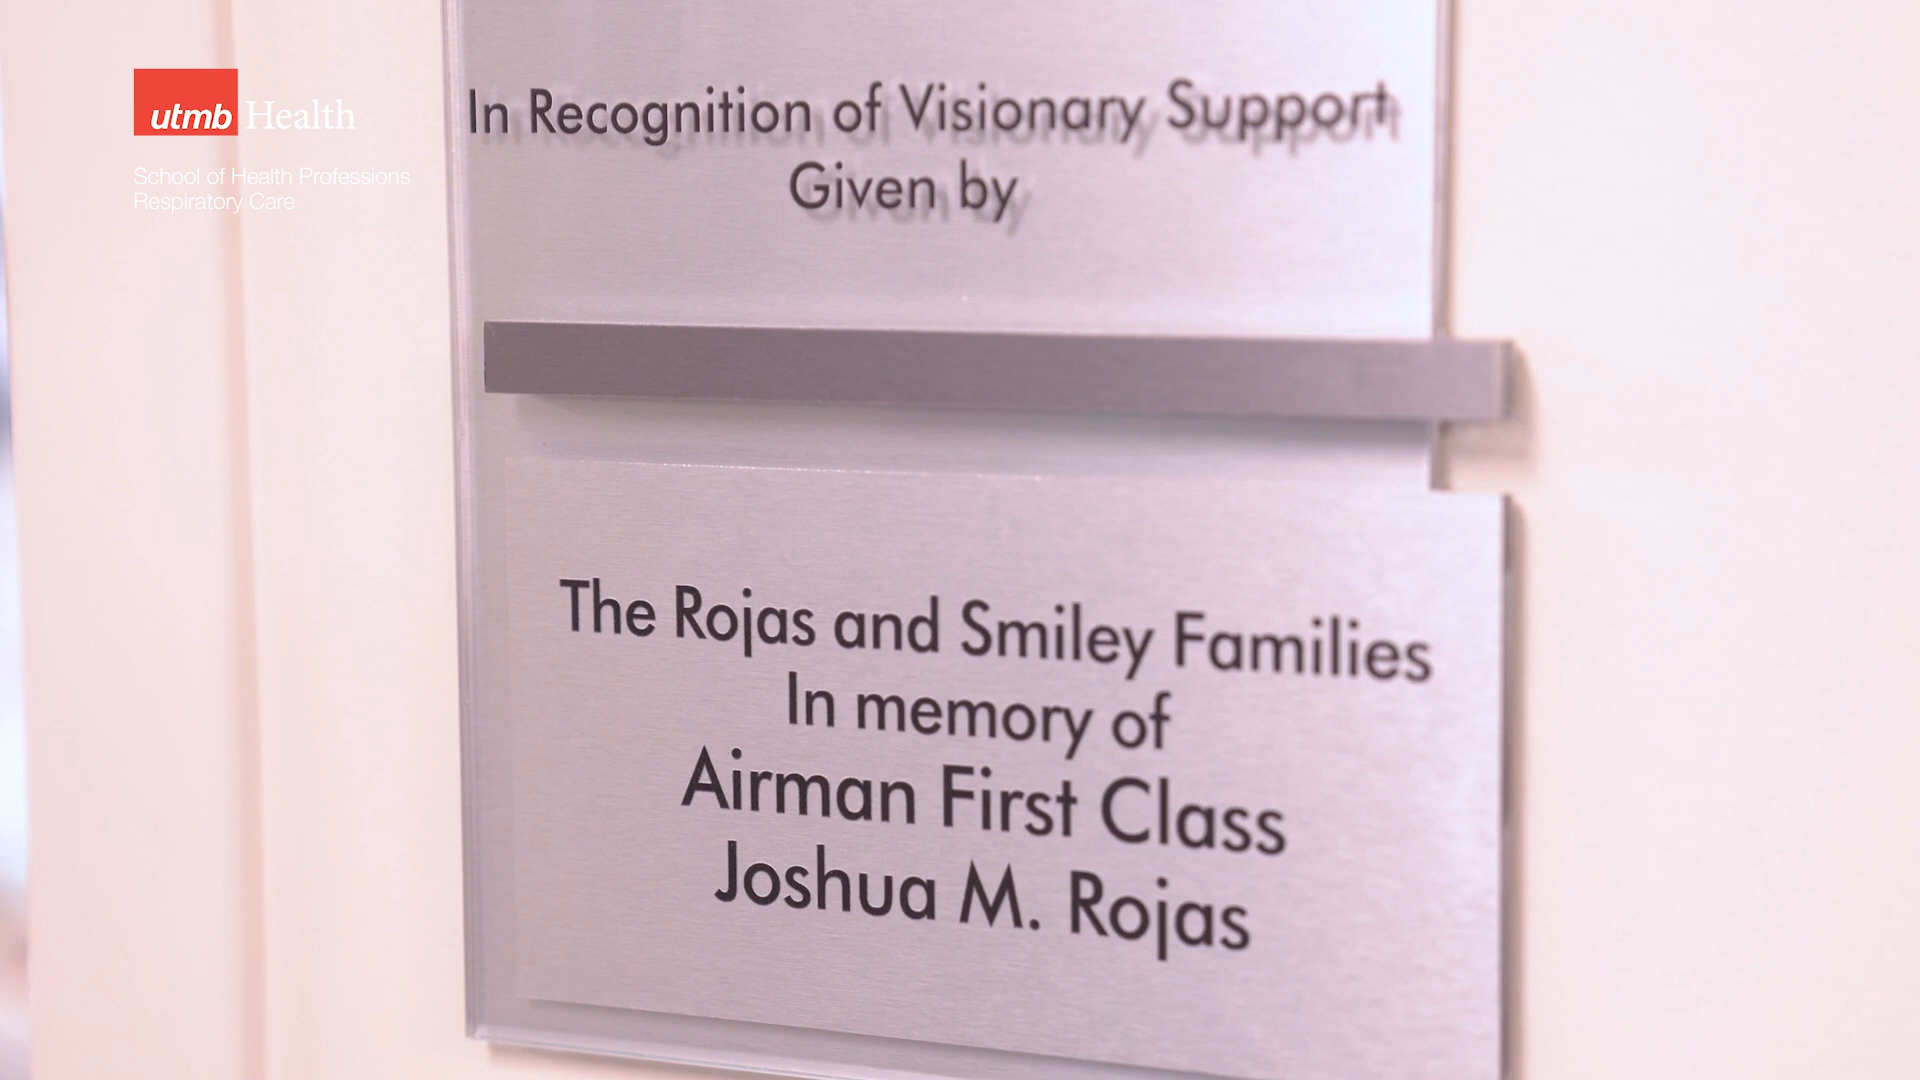 utmb Health
School of Health Professions
Respiratory Care
In Recognition of Visionary Support
Given by
The Rojas and Smiley Families
In memory of
Airman First Class
Joshua M. Rojas